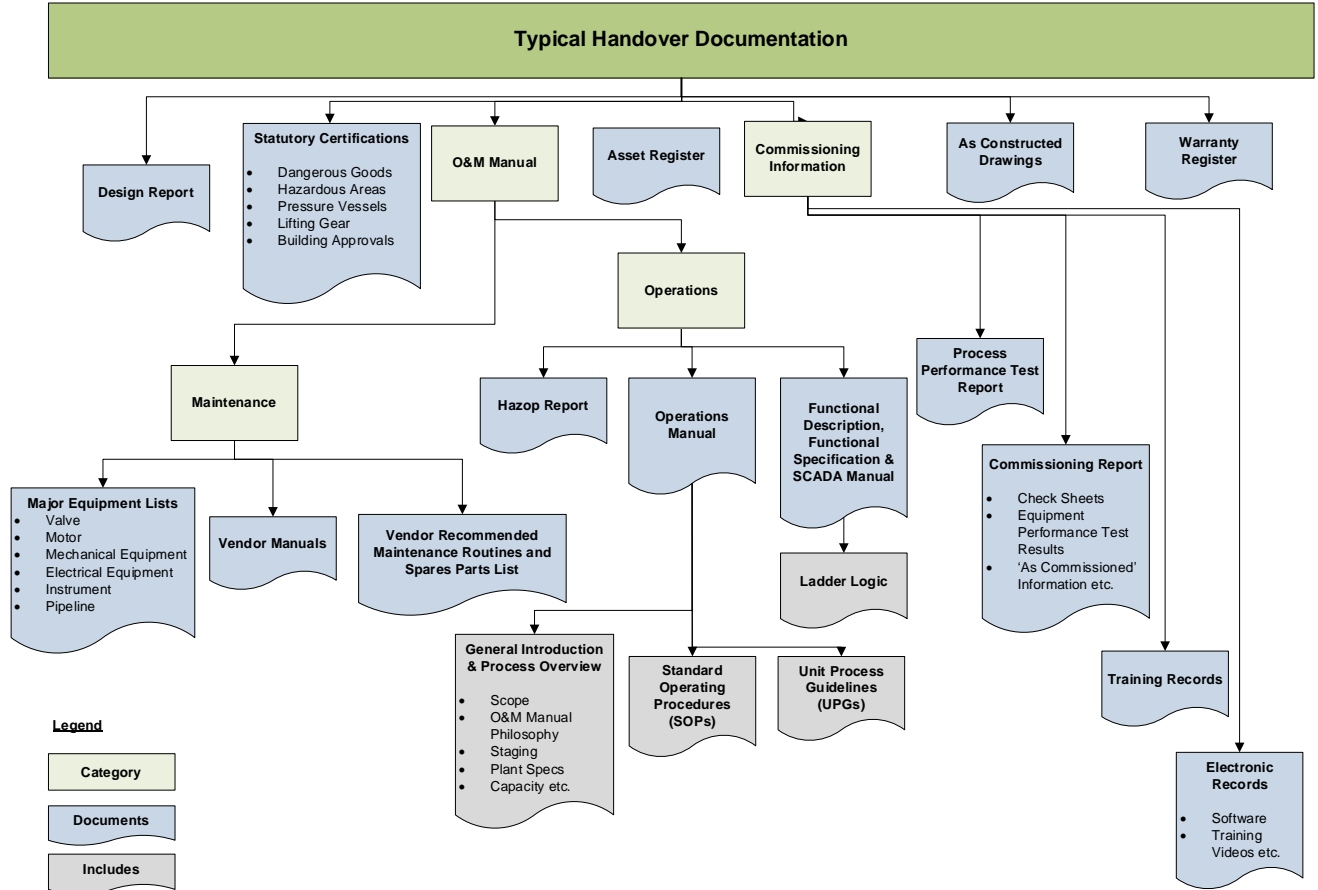 Typical Handover Documentation
Design Report
Statutory Certifications
• Dangerous Goods
• Hazardous Areas
• Pressure Vessels
• Lifting Gear
• Building Approvals
O&M Manual
Asset Register
Commissioning
Information
As Constructed
Drawings
Warranty
Register
Operations
Maintenance
Hazop Report
Operations
Manual
Functional
Description,
Functional
Specification &
SCADA Manual
Process
Performance Test
Report
Major Equipment Lists
• Valve
• Motor
• Mechanical Equipment
• Electrical Equipment
• Instrument
• Pipeline
Vendor Manuals
Vendor Recommended
Maintenance Routines and
Spares Parts List
Ladder Logic
Commissioning Report
• Check Sheets
• Equipment
Performance Test
Results
• ‘As Commissioned’
Information etc.
General Introduction
& Process Overview
• Scope
• O&M Manual
Philosophy
• Staging
• Plant Specs
• Capacity etc.
Standard
Operating
Procedures
(SOPs)
Unit Process
Guidelines
(UPGs)
Training Records
Electronic
Records
• Software
• Training
Videos etc.
Legend
Category
Documents
Includes